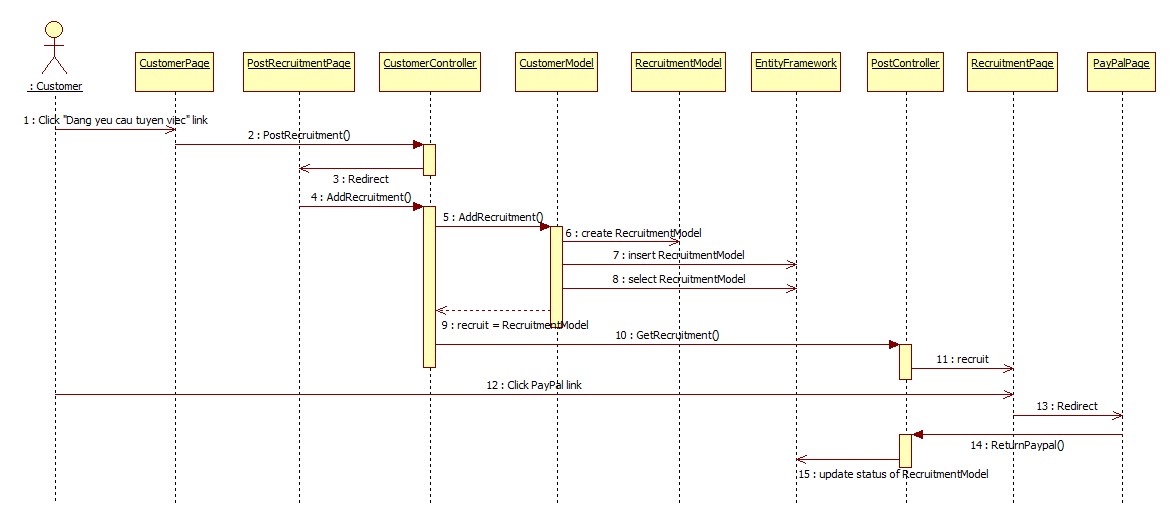 : Customer
CustomerPage
PostRecruitmentPage
CustomerController
CustomerModel
RecruitmentModel
EntityFramework
PostController
RecruitmentPage
PayPalPage
1 : Click "Dang yeu cau tuyen viec" link
2 : PostRecruitment()
3 : Redirect
4 : AddRecruitment()
5 : AddRecruitment()
6 : create RecruitmentModel
7 : insert RecruitmentModel
8 : select RecruitmentModel
9 : recruit = RecruitmentModel
10 : GetRecruitment()
11 : recruit
12 : Click PayPal link
13 : Redirect
14 : ReturnPaypal()
15 : update status of RecruitmentModel